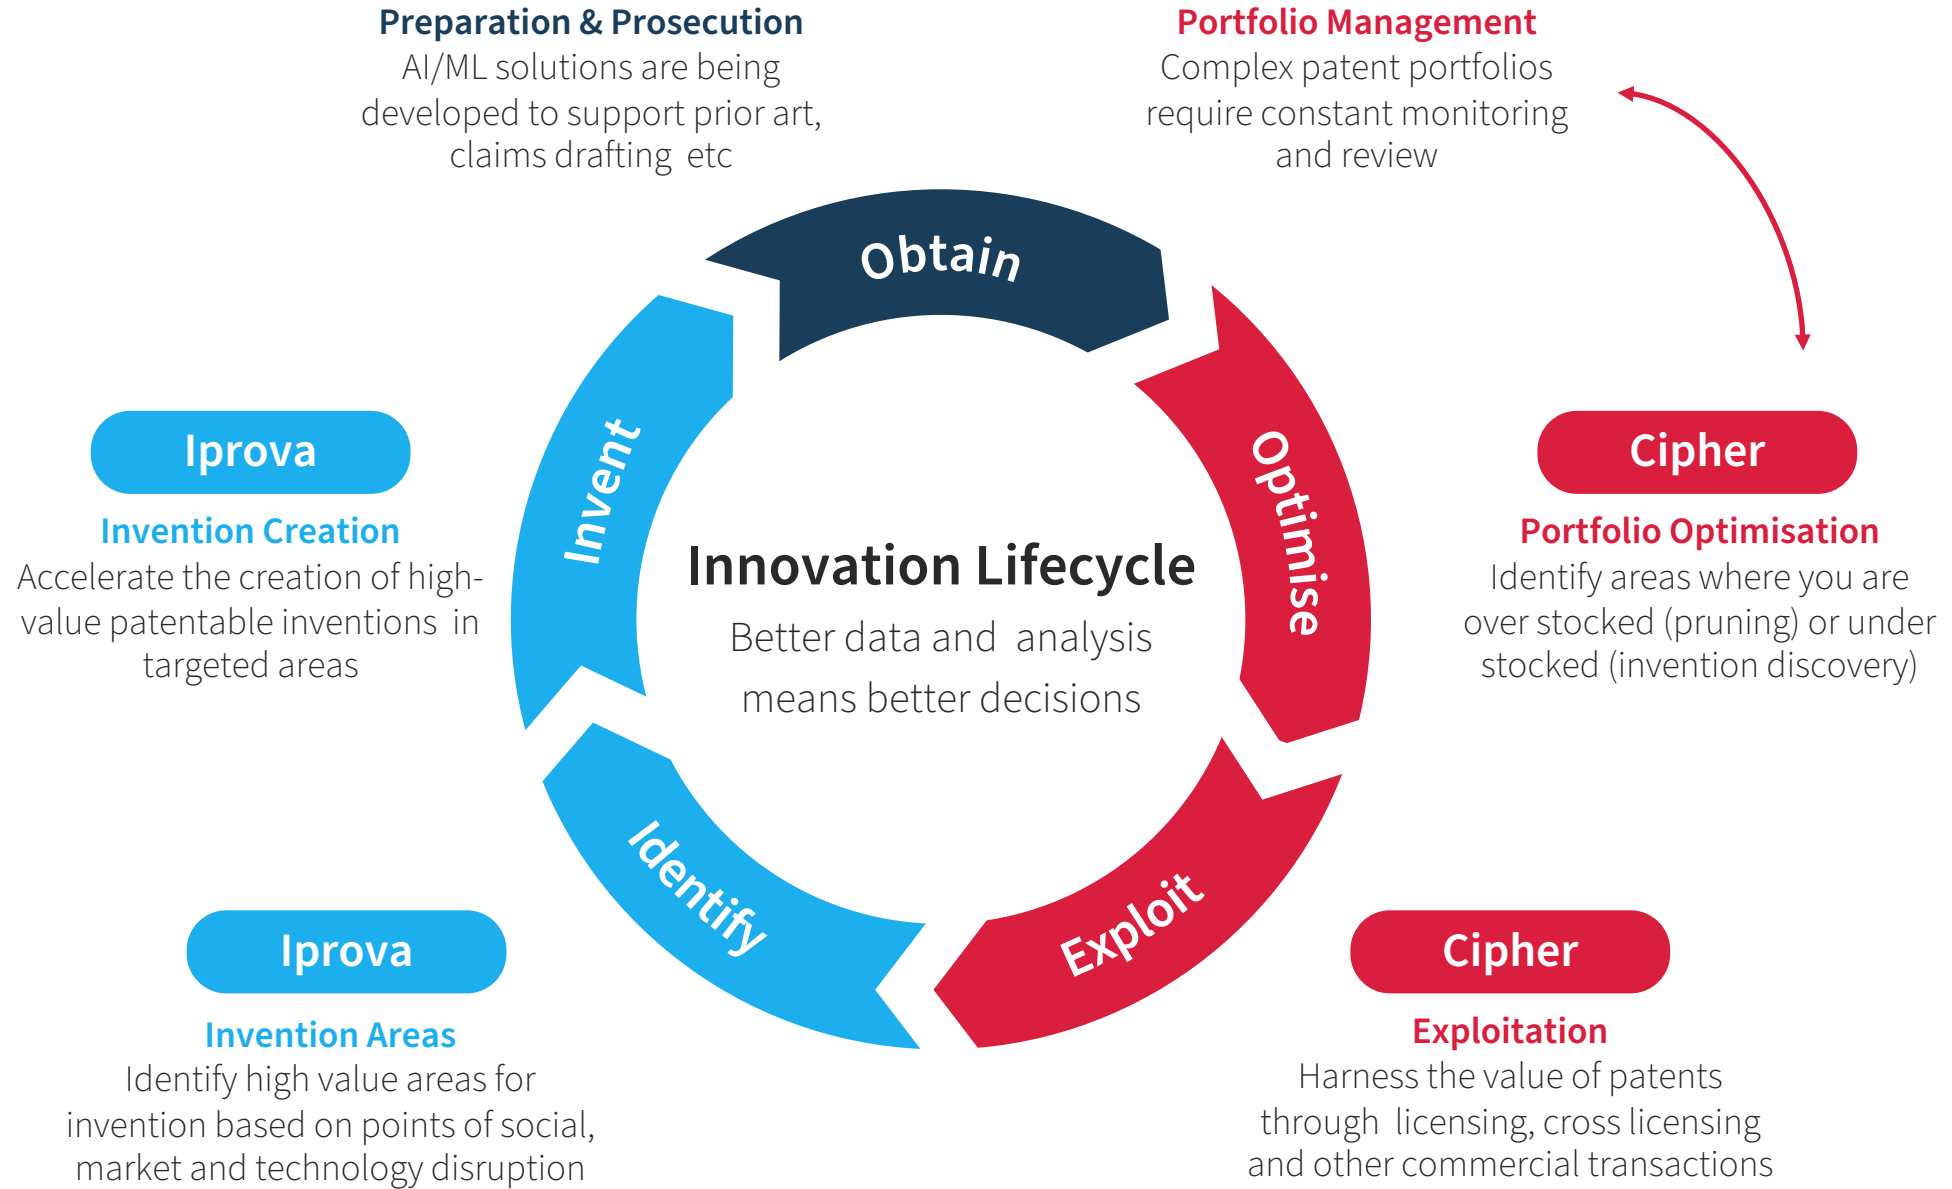 Preparation & Prosecution
AI/ML solutions are being
developed to support prior art,
claims drafting etc
Portfolio Management
Complex patent portfolios
require constant monitoring
and review
Obtain
Optimise
Exploit
Identify
Invent
Innovation Lifecycle
Better data and analysis
means better decisions
Iprova
Invention Creation
Accelerate the creation of high-
value patentable inventions in
targeted areas
Cipher
Portfolio Optimisation
Identify areas where you are
over stocked (pruning) or under
stocked (invention discovery)
Iprova
Invention Areas
Identify high value areas for
invention based on points of social,
market and technology disruption
Cipher
Exploitation
Harness the value of patents
through licensing, cross licensing
and other commercial transactions